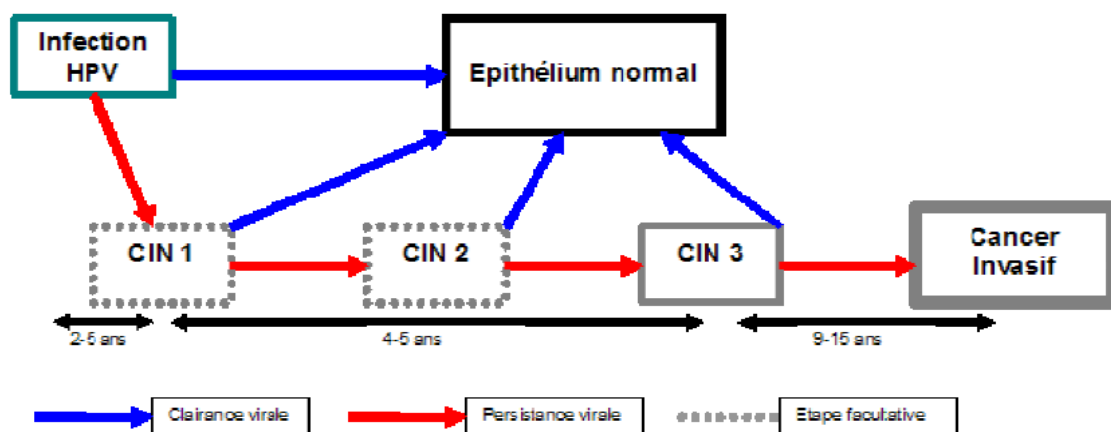 Infection
HPV
Epithélium normal
CIN 1
CIN 2
CIN 3
Cancer
Invasif
2-5 ans
4-5 ans
9-15 ans
Clairance virale
Persistance virale
Etape facultative